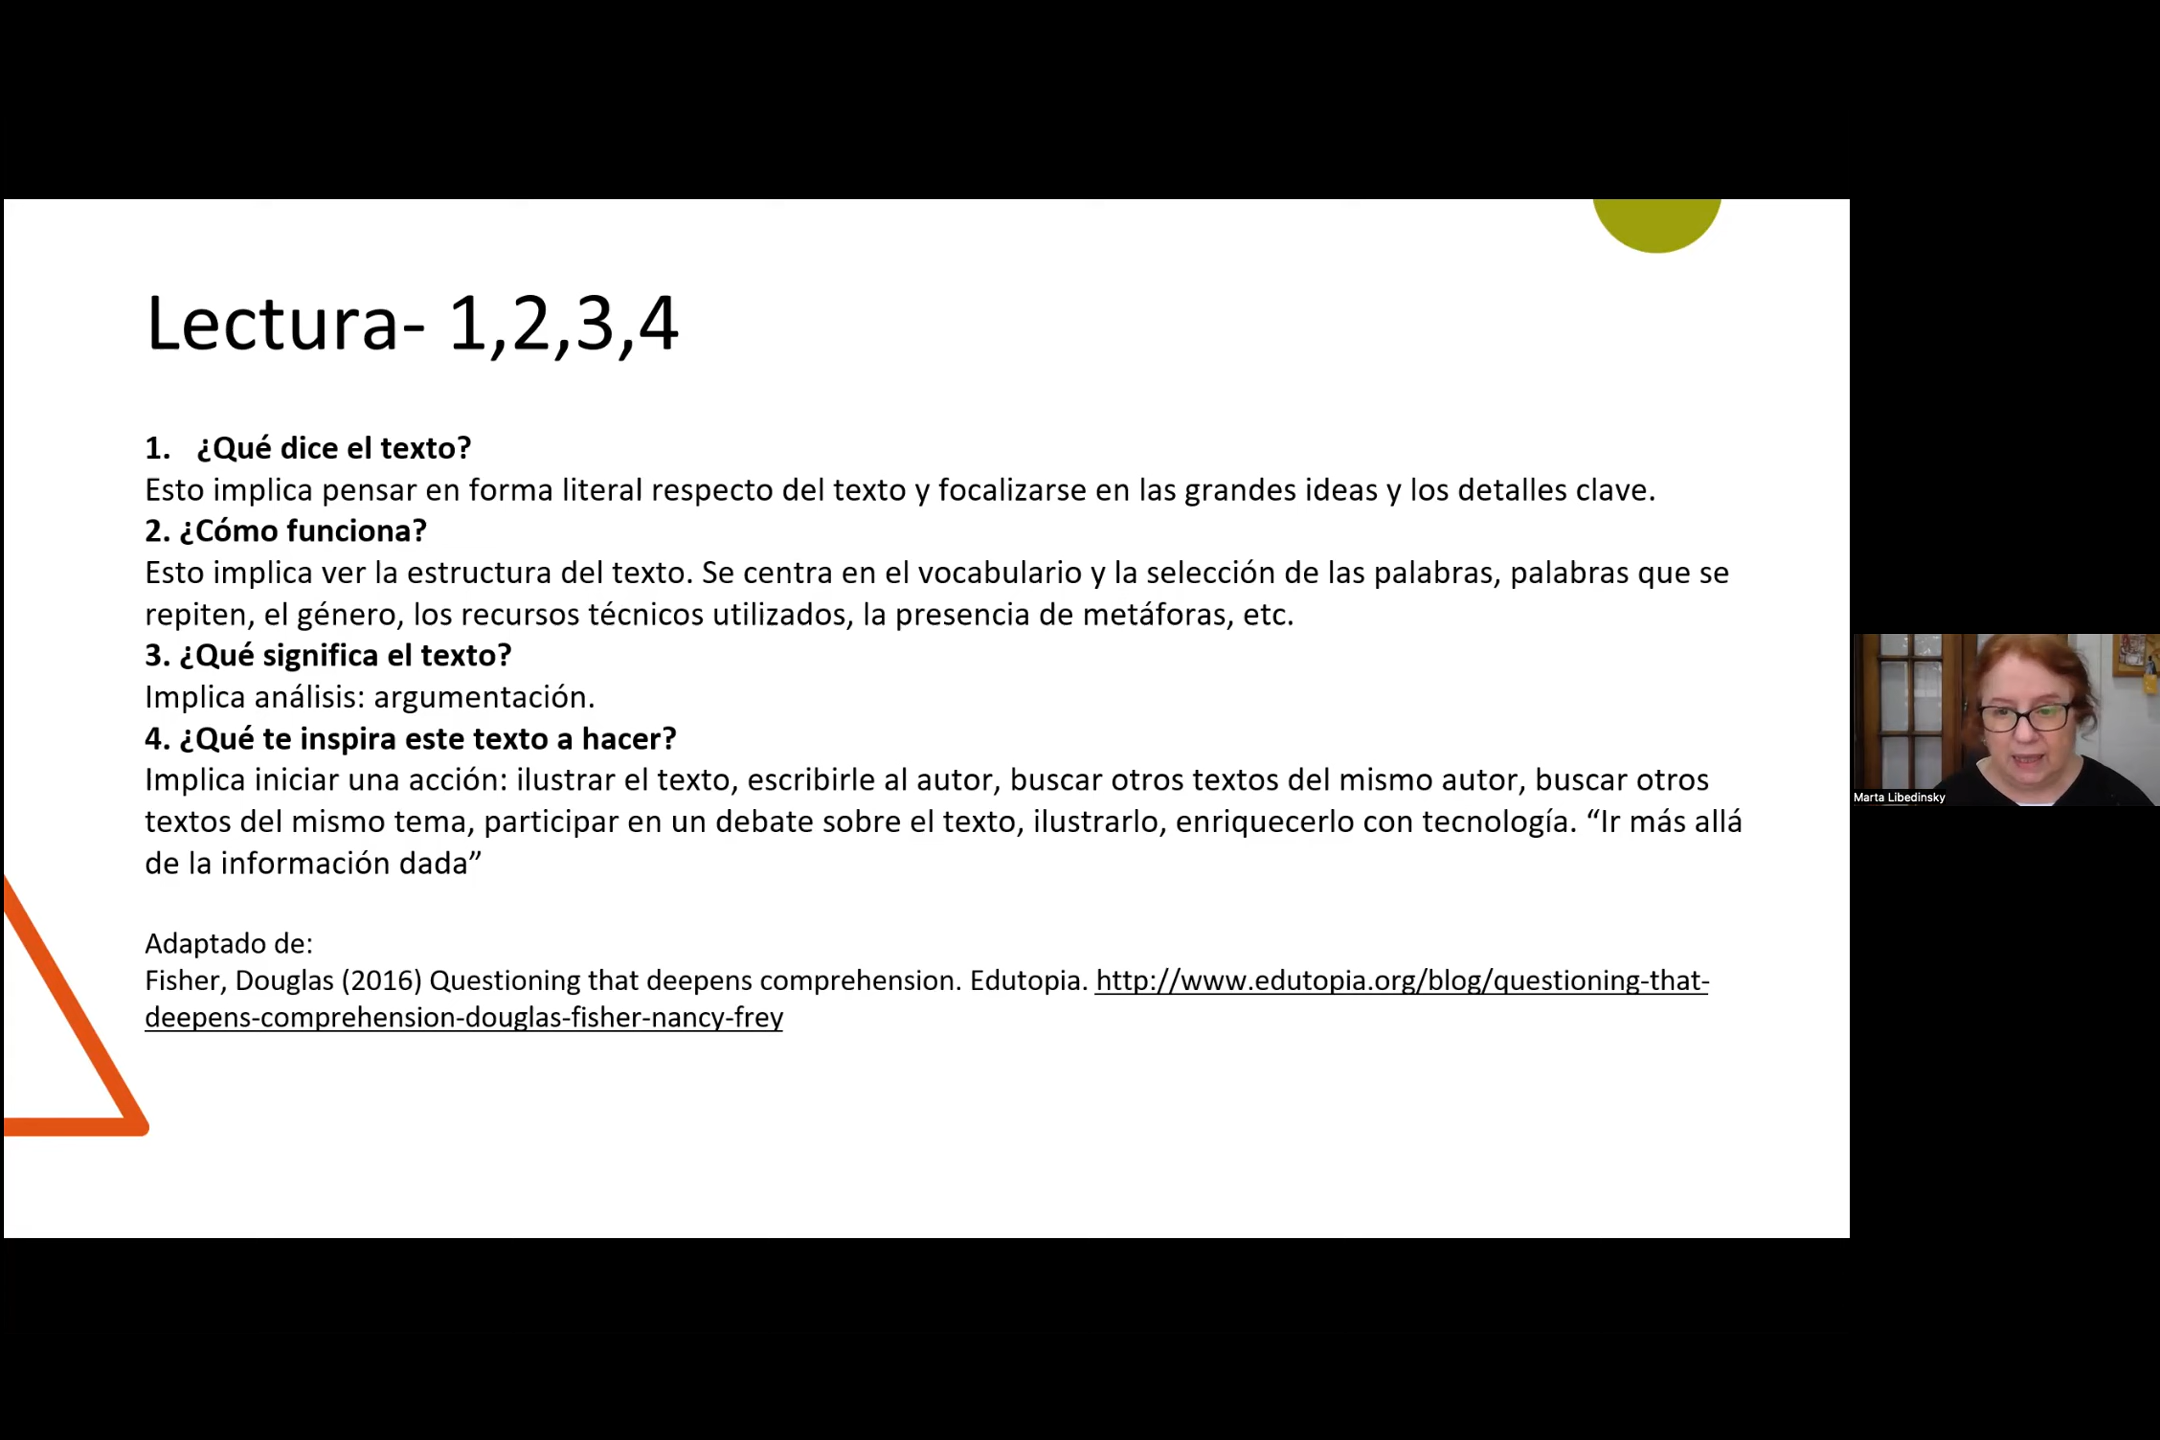 Lectura- 1,2,3,4
1. ¿Qué dice el texto?
Esto implica pensar en forma literal respecto del texto y focalizarse en las grandes ideas y los detalles clave.
2. ¿Cómo funciona?
Esto implica ver la estructura del texto. Se centra en el vocabulario y la selección de las palabras, palabras que se
repiten, el género, los recursos técnicos utilizados, la presencia de metáforas, etc.
3. ¿Qué significa el texto?
Implica análisis: argumentación.
4. ¿Qué te inspira este texto a hacer?
Implica iniciar una acción: ilustrar el texto, escribirle al autor, buscar otros textos del mismo autor, buscar otros
textos del mismo tema, participar en un debate sobre el texto, ilustrarlo, enriquecerlo con tecnología. “Ir más allá
de la información dada”
Adaptado de:
Fisher, Douglas (2016) Questioning that deepens comprehension. Edutopia. http://www.edutopia.org/blog/questioning-that-
deepens-comprehension-douglas-fisher-nancy-frey
Marta Libedinsky